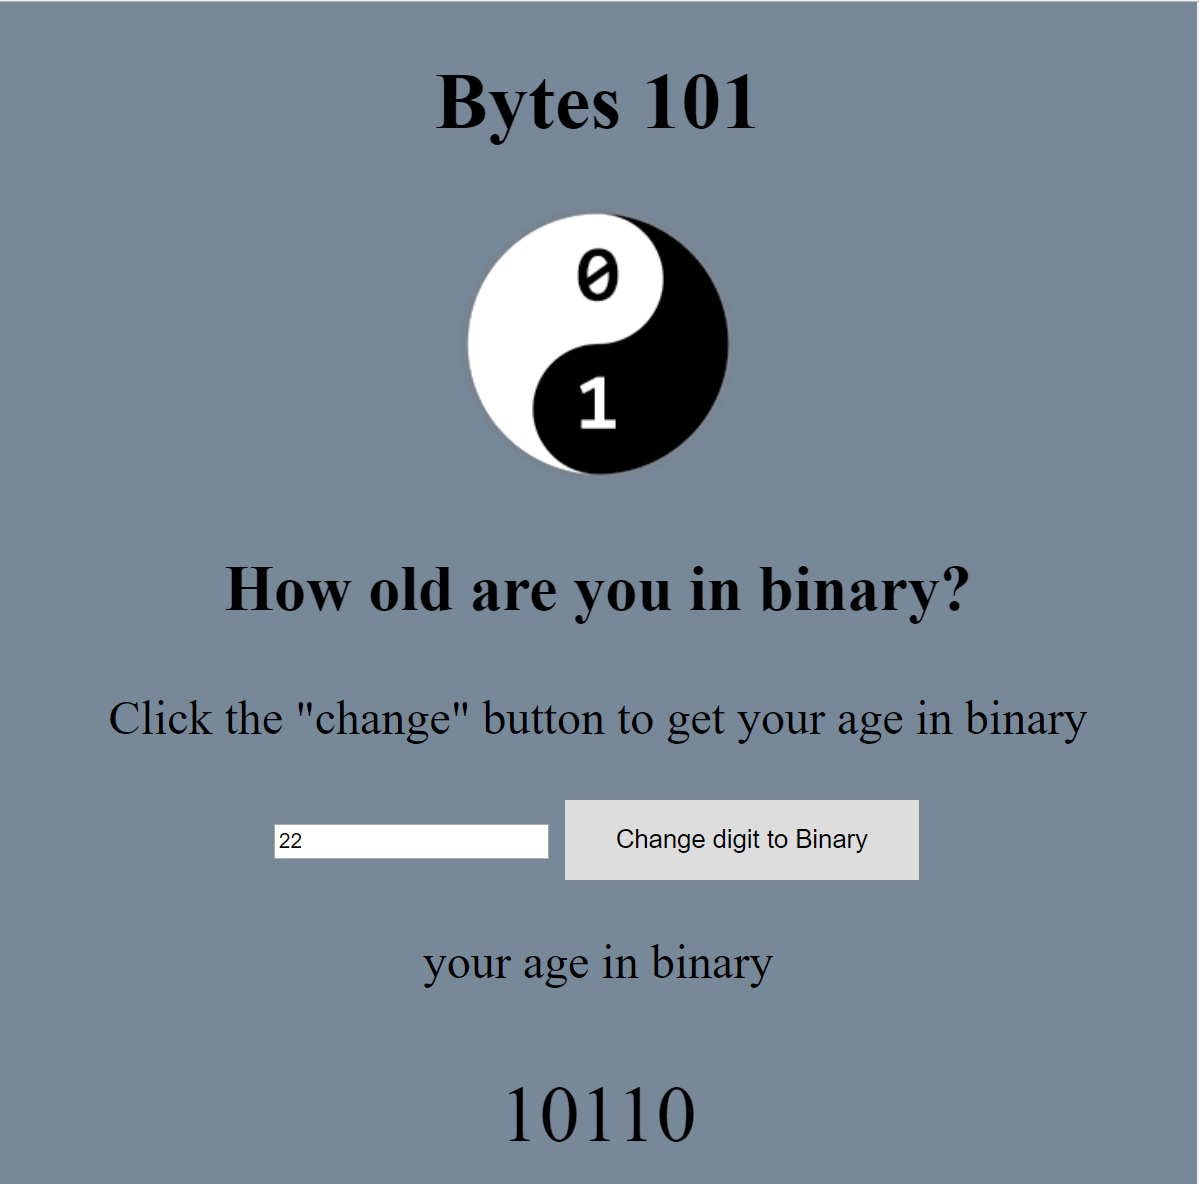 Bytes 101
0
1
How old are you in binary?
Click the "change" button to get your age in binary
22 Change digit to Binary
your age in binary
10110